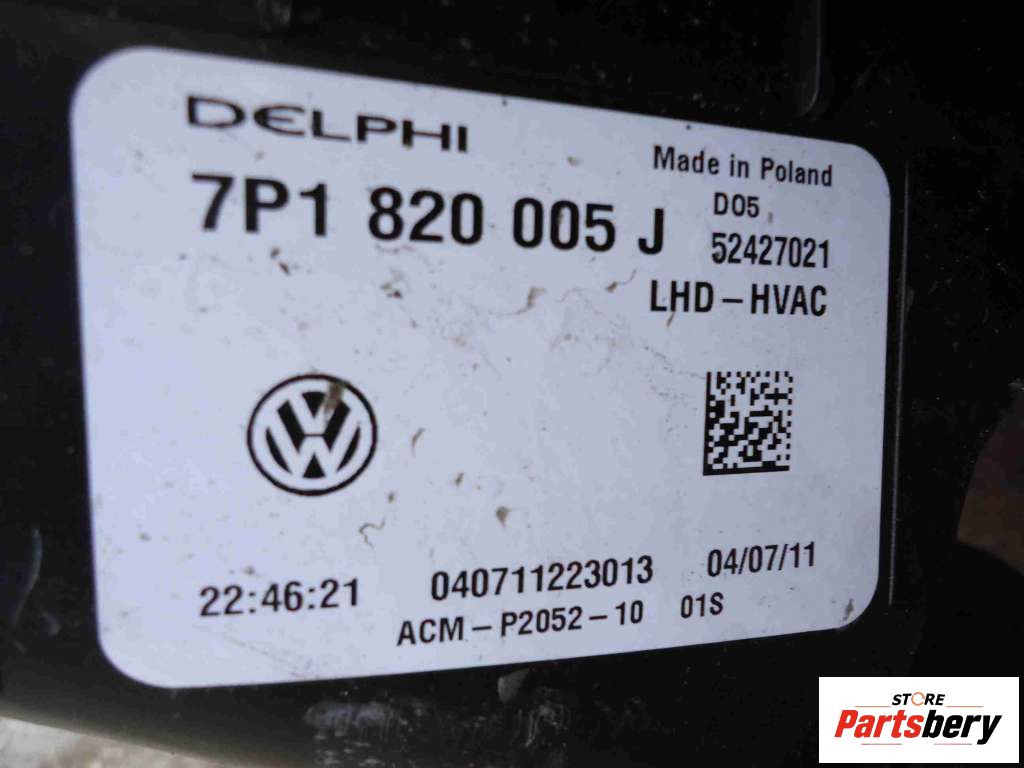 DELPHI
Made in Poland
7P1 820 005 J
D05
52427021
LHD-HVAC
22:46:21
040711223013
04/07/11
ACM-P2052-10
01S
STORE
Partsbery